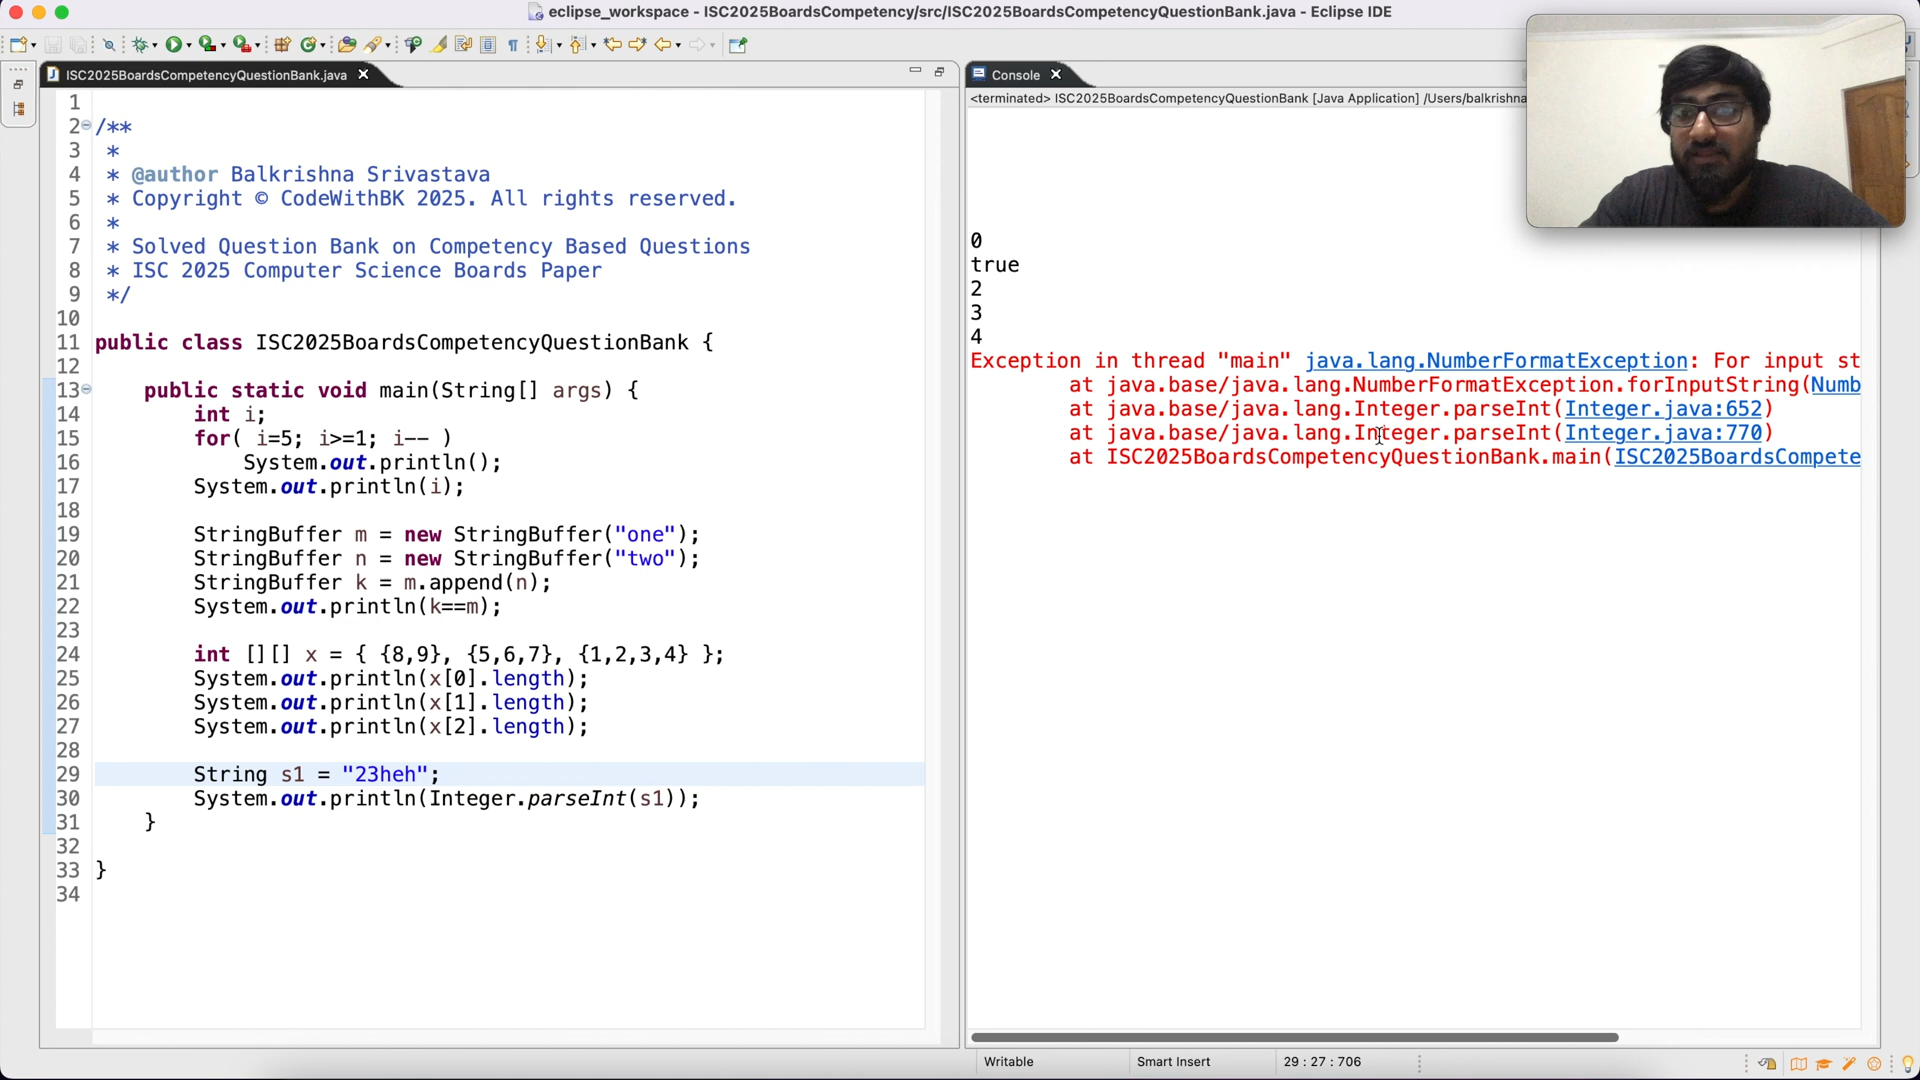 eclipse_workspace - ISC2025BoardsCompetency/src/ISC2025BoardsCompetencyQuestionBank.java - Eclipse IDE
ISC2025BoardsCompetencyQuestionBank.java
1
2 /**
3 *
4 * @author Balkrishna Srivastava
5 * Copyright © CodeWithBK 2025. All rights reserved.
6 *
7 * Solved Question Bank on Competency Based Questions
8 * ISC 2025 Computer Science Boards Paper
9 */
10
11 public class ISC2025BoardsCompetencyQuestionBank {
12
13 public static void main(String[] args) {
14 int i;
15 for( i=5; i>=1; i-- )
16 System.out.println();
17 System.out.println(i);
18
19 StringBuffer m = new StringBuffer("one");
20 StringBuffer n = new StringBuffer("two");
21 StringBuffer k = m.append(n);
22 System.out.println(k==m);
23
24 int [][] x = { {8,9}, {5,6,7}, {1,2,3,4} };
25 System.out.println(x[0].length);
26 System.out.println(x[1].length);
27 System.out.println(x[2].length);
28
29 String s1 = "23heh";
30 System.out.println(Integer.parseInt(s1));
31 }
32
33 }
34
Console
<terminated> ISC2025BoardsCompetencyQuestionBank [Java Application] /Users/balkrishna
0
true
2
3
4
Exception in thread "main" java.lang.NumberFormatException: For input st
at java.base/java.lang.NumberFormatException.forInputString(Numb
at java.base/java.lang.Integer.parseInt(Integer.java:652)
at java.base/java.lang.Integer.parseInt(Integer.java:770)
at ISC2025BoardsCompetencyQuestionBank.main(ISC2025BoardsCompete
Writable
Smart Insert
29 : 27 : 706